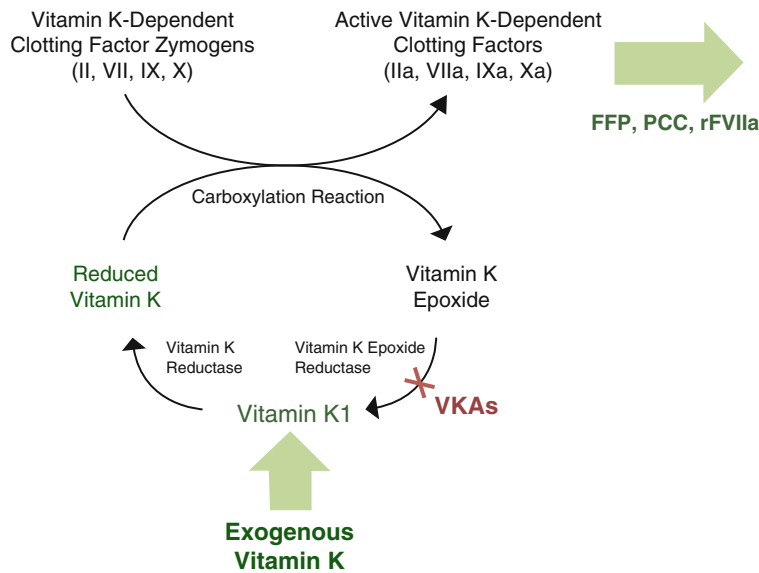 Vitamin K-Dependent
Clotting Factor Zymogens
(II, VII, IX, X)
Active Vitamin K-Dependent
Clotting Factors
(IIa, VIIa, IXa, Xa)
FFP, PCC, rFVIIa
Carboxylation Reaction
Reduced
Vitamin K
Vitamin K
Epoxide
Vitamin K
Reductase
Vitamin K Epoxide
Reductase
VKAs
Vitamin K1
Exogenous
Vitamin K